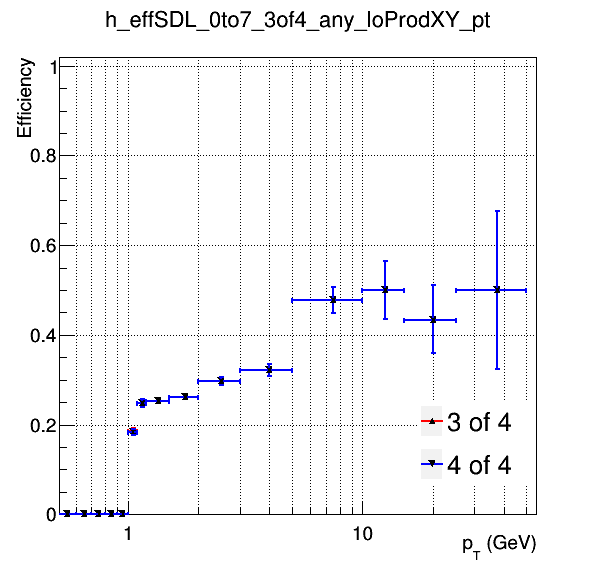 h_effSDL_0to7_3of4_any_loProdXY_pt
Efficiency
1
0.8
0.6
0.4
0.2
0
1
10
p_T (GeV)
3 of 4
4 of 4